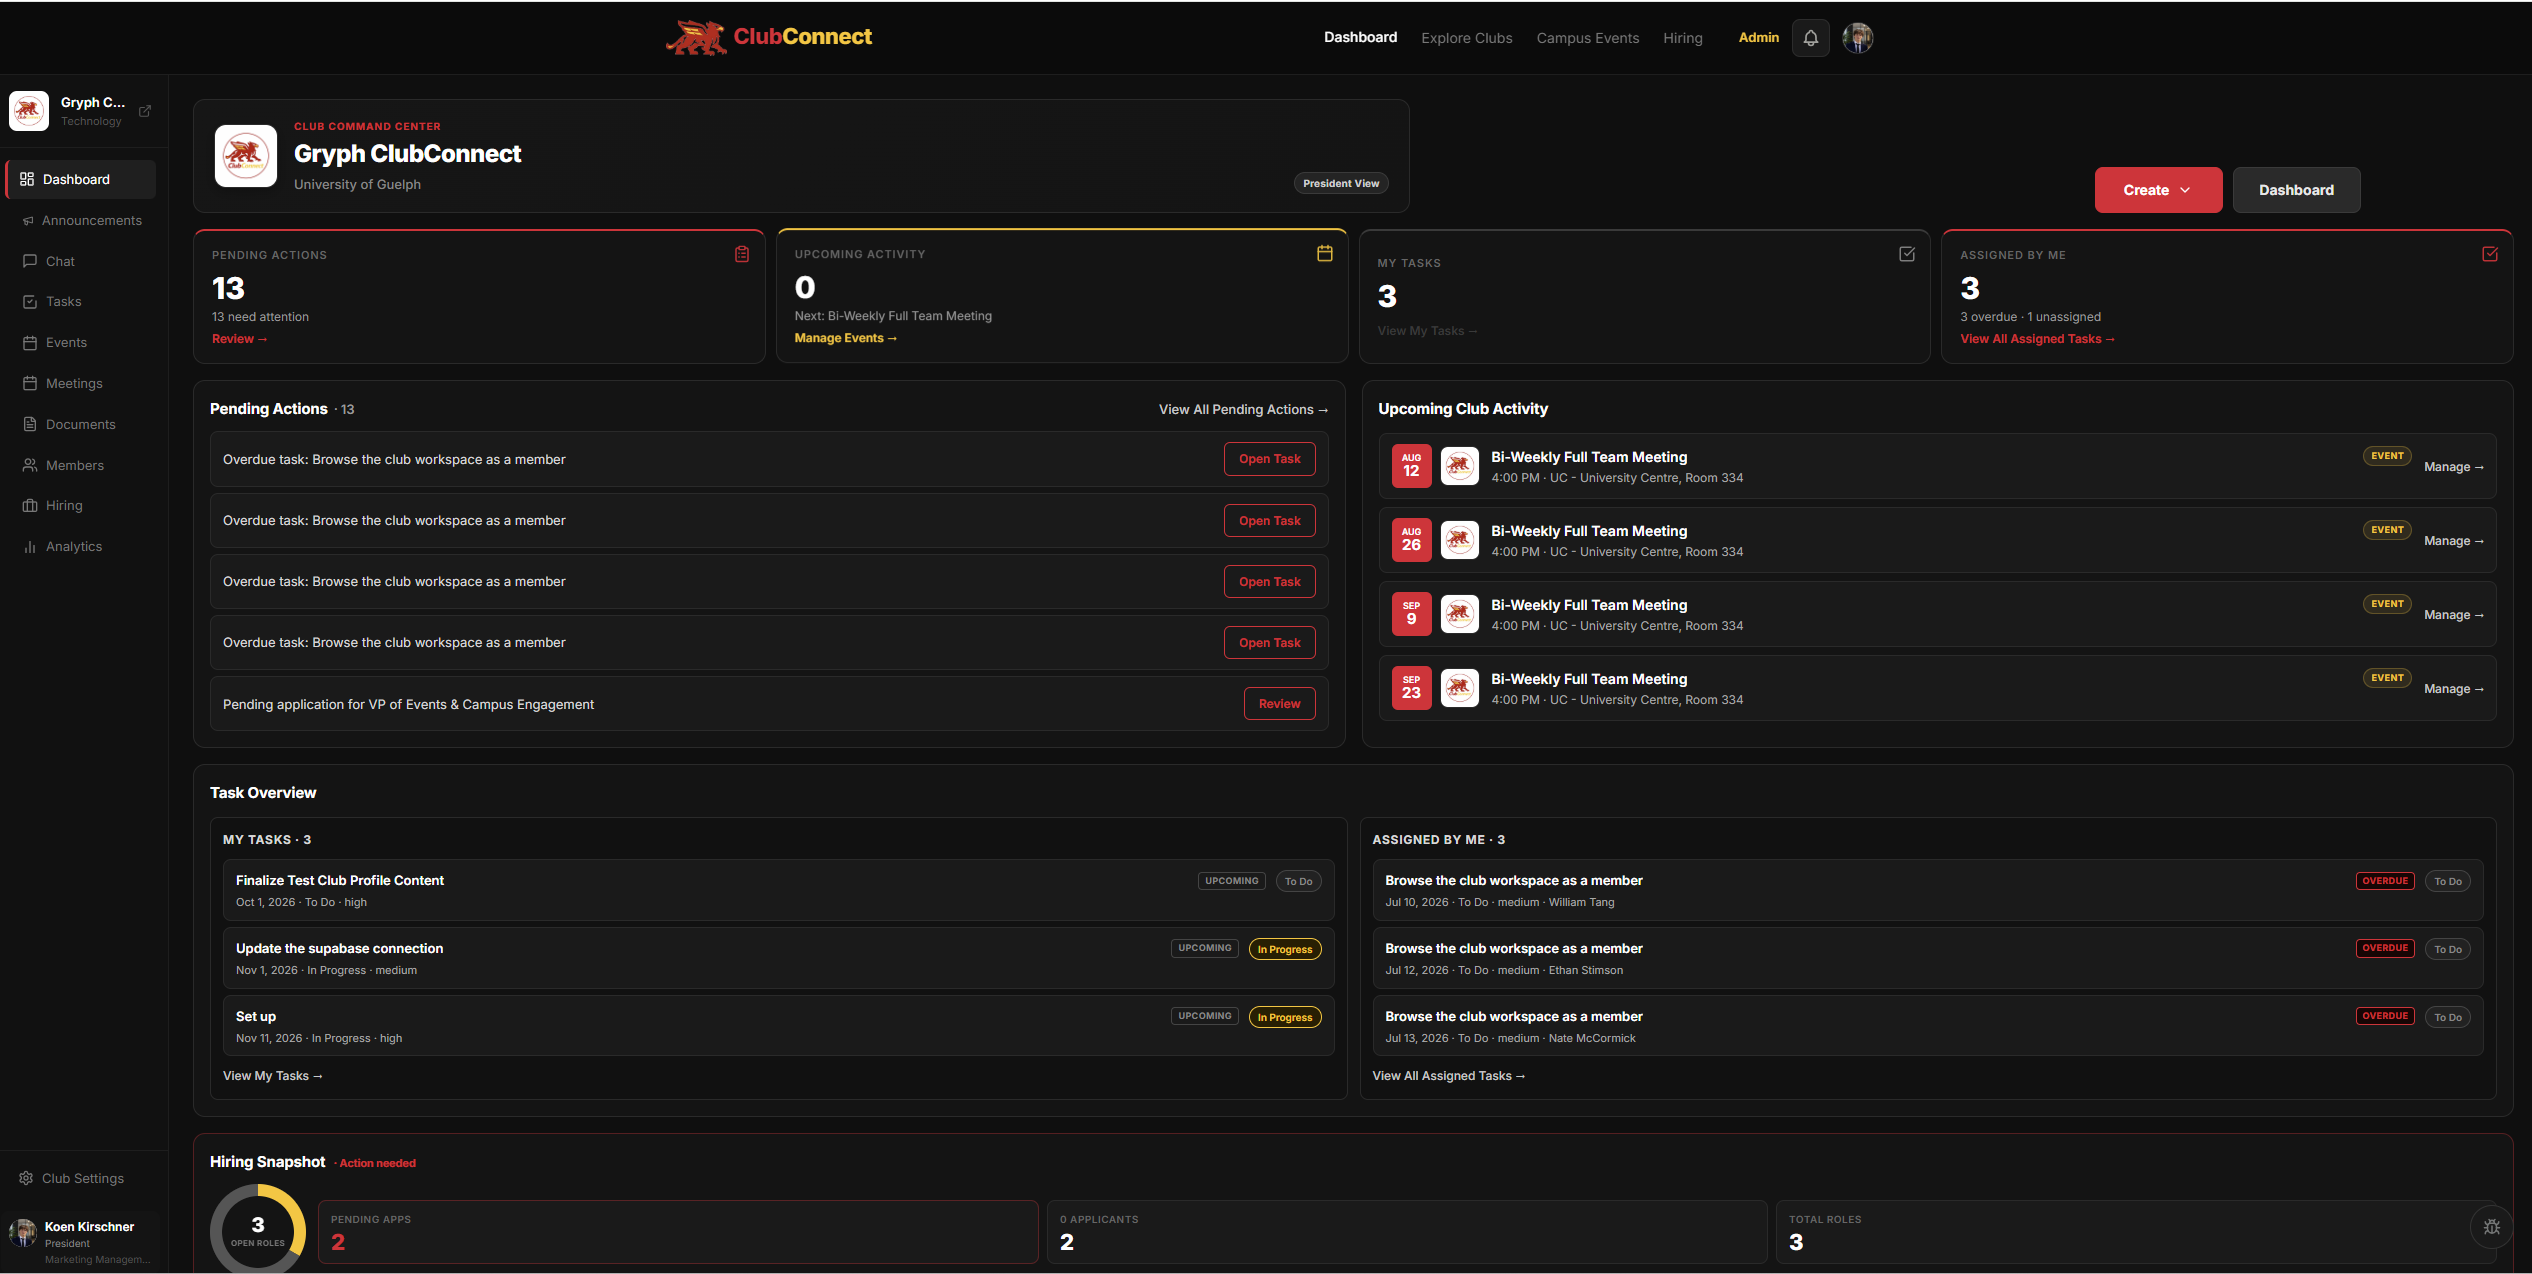 ClubConnect
Dashboard
Explore Clubs
Campus Events
Hiring
Admin
Gryph C...
Technology
Dashboard
Announcements
Chat
Tasks
Events
Meetings
Documents
Members
Hiring
Analytics
Club Settings
Koen Kirschner
President
Marketing Managem...
CLUB COMMAND CENTER
Gryph ClubConnect
University of Guelph
President View
Create
Dashboard
PENDING ACTIONS
13
13 need attention
Review →
UPCOMING ACTIVITY
0
Next: Bi-Weekly Full Team Meeting
Manage Events →
MY TASKS
3
View My Tasks →
ASSIGNED BY ME
3
3 overdue · 1 unassigned
View All Assigned Tasks →
Pending Actions · 13
View All Pending Actions →
Overdue task: Browse the club workspace as a member
Open Task
Overdue task: Browse the club workspace as a member
Open Task
Overdue task: Browse the club workspace as a member
Open Task
Overdue task: Browse the club workspace as a member
Open Task
Pending application for VP of Events & Campus Engagement
Review
Upcoming Club Activity
AUG
12
Bi-Weekly Full Team Meeting
4:00 PM · UC - University Centre, Room 334
EVENT
Manage →
AUG
26
Bi-Weekly Full Team Meeting
4:00 PM · UC - University Centre, Room 334
EVENT
Manage →
SEP
9
Bi-Weekly Full Team Meeting
4:00 PM · UC - University Centre, Room 334
EVENT
Manage →
SEP
23
Bi-Weekly Full Team Meeting
4:00 PM · UC - University Centre, Room 334
EVENT
Manage →
Task Overview
MY TASKS · 3
Finalize Test Club Profile Content
Oct 1, 2026 · To Do · high
UPCOMING
To Do
Update the supabase connection
Nov 1, 2026 · In Progress · medium
UPCOMING
In Progress
Set up
Nov 11, 2026 · In Progress · high
UPCOMING
In Progress
View My Tasks →
ASSIGNED BY ME · 3
Browse the club workspace as a member
Jul 10, 2026 · To Do · medium · William Tang
OVERDUE
To Do
Browse the club workspace as a member
Jul 12, 2026 · To Do · medium · Ethan Stimson
OVERDUE
To Do
Browse the club workspace as a member
Jul 13, 2026 · To Do · medium · Nate McCormick
OVERDUE
To Do
View All Assigned Tasks →
Hiring Snapshot · Action needed
3
OPEN ROLES
PENDING APPS
2
0 APPLICANTS
2
TOTAL ROLES
3